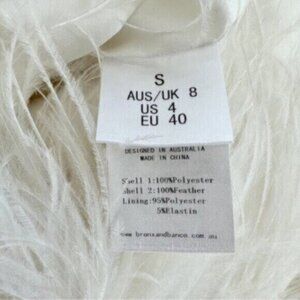 S
AUS/UK 8
US 4
EU 40
DESIGNED IN AUSTRALIA
MADE IN CHINA
Shell 1:100%Polyester
Shell 2:100%Feather
Lining:95%Polyester
5%Elastin
www.bronxandbanco.com.au